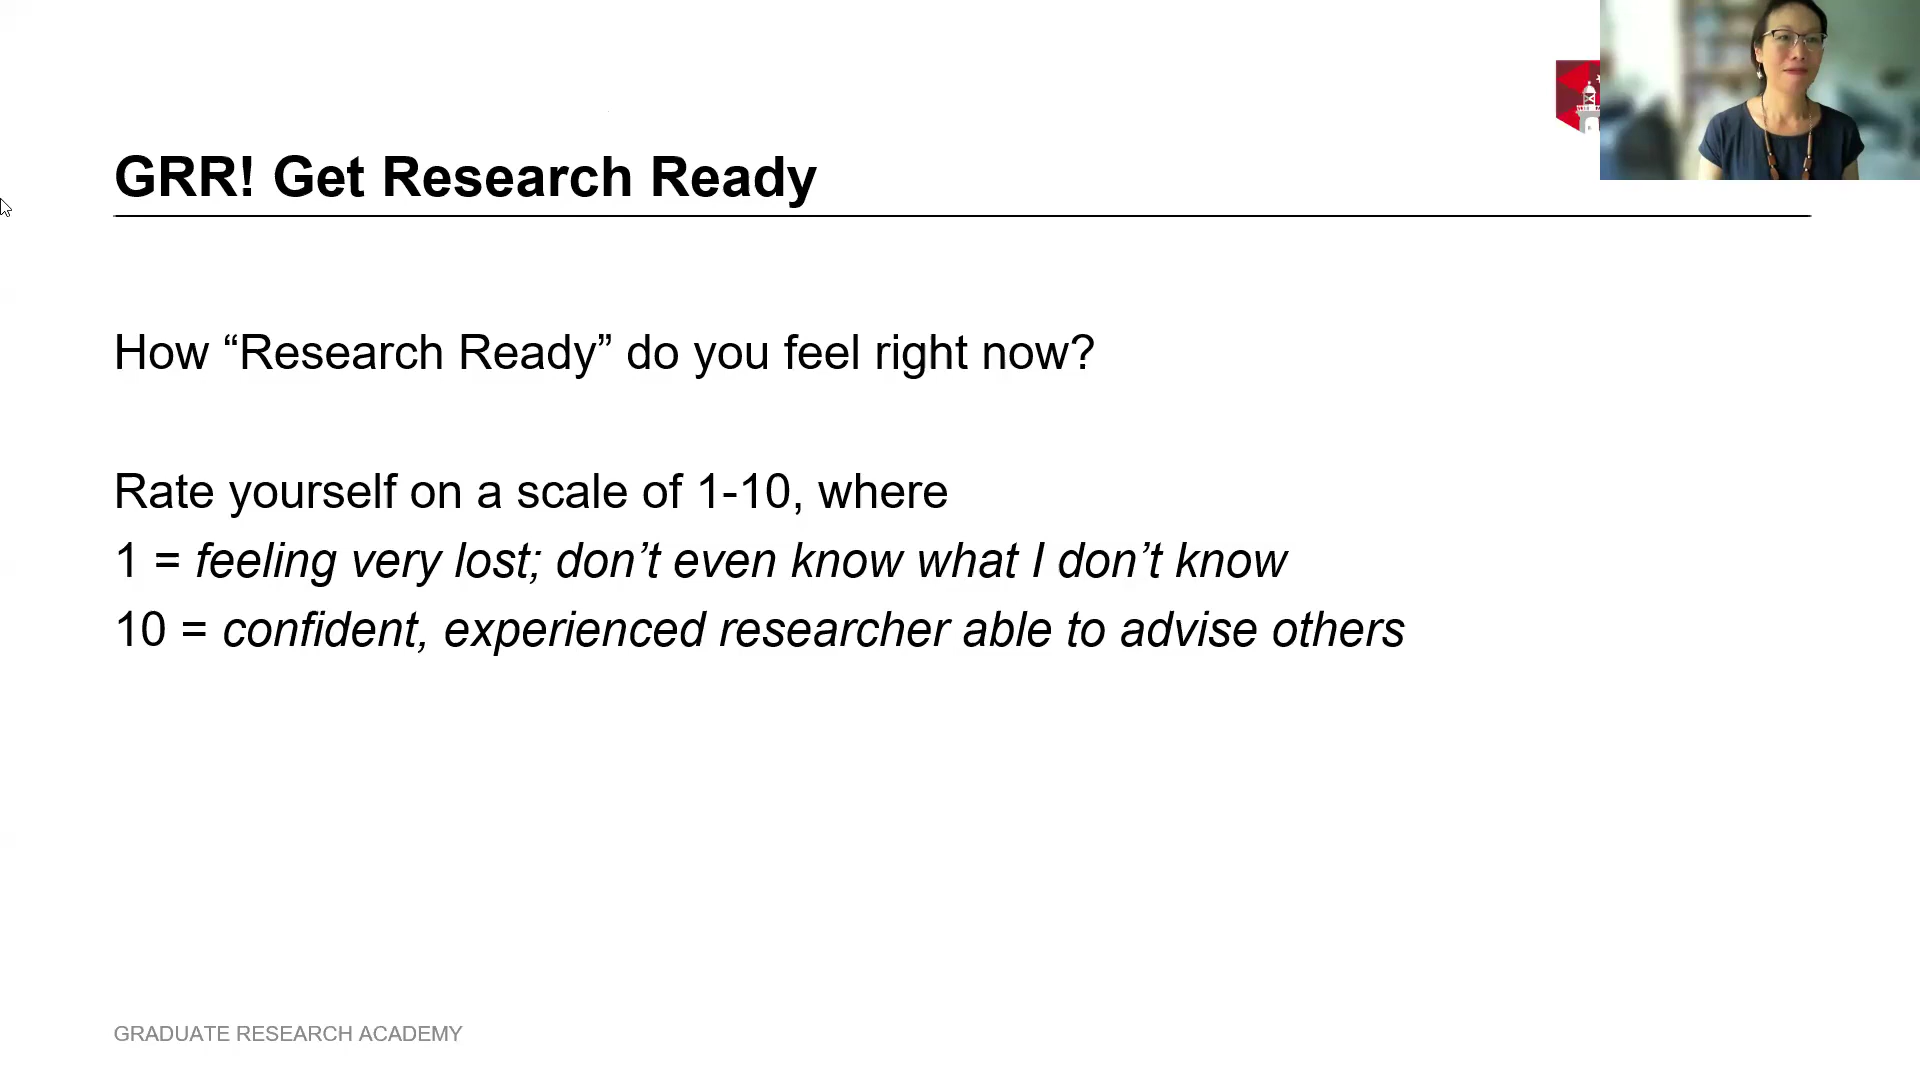 GRR! Get Research Ready
How “Research Ready” do you feel right now?
Rate yourself on a scale of 1-10, where
1 = feeling very lost; don’t even know what I don’t know
10 = confident, experienced researcher able to advise others
GRADUATE RESEARCH ACADEMY